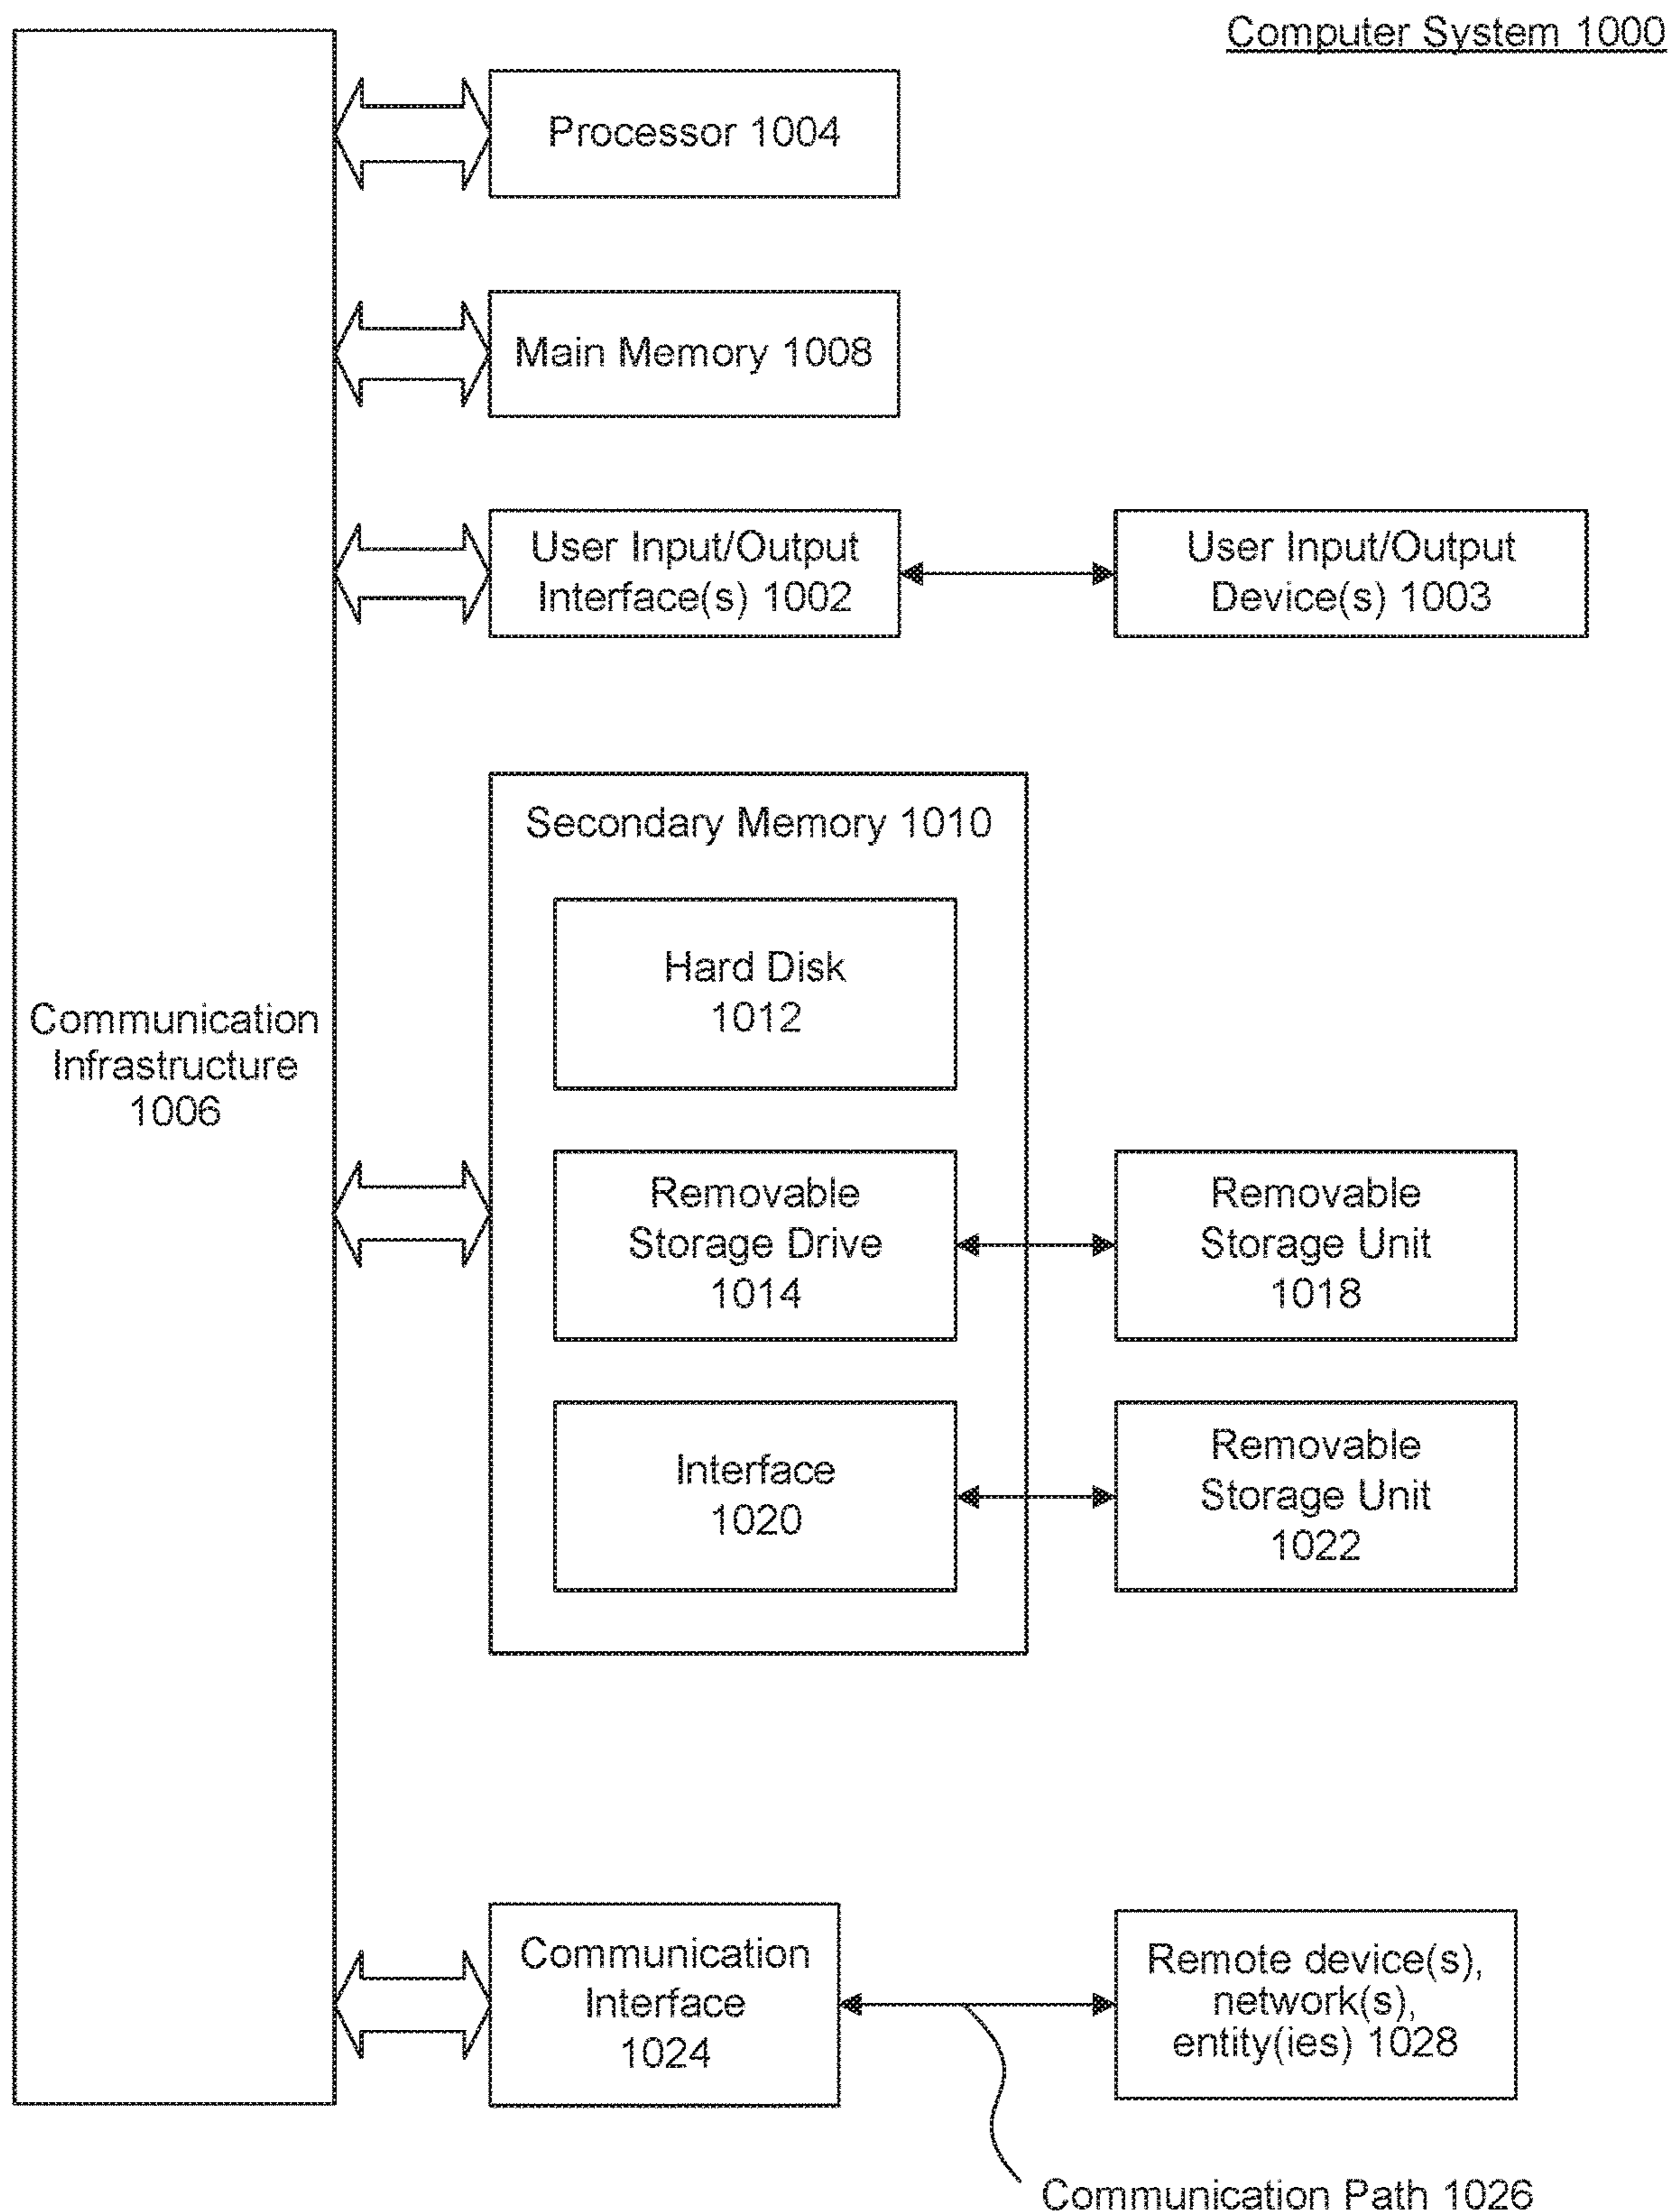 Computer System 1000
Processor 1004
Main Memory 1008
User Input/Output
Interface(s) 1002
User Input/Output
Device(s) 1003
Secondary Memory 1010
Hard Disk
1012
Communication
Infrastructure
1006
Removable
Storage Drive
1014
Removable
Storage Unit
1018
Interface
1020
Removable
Storage Unit
1022
Communication
Interface
1024
Remote device(s),
network(s),
entity(ies) 1028
Communication Path 1026